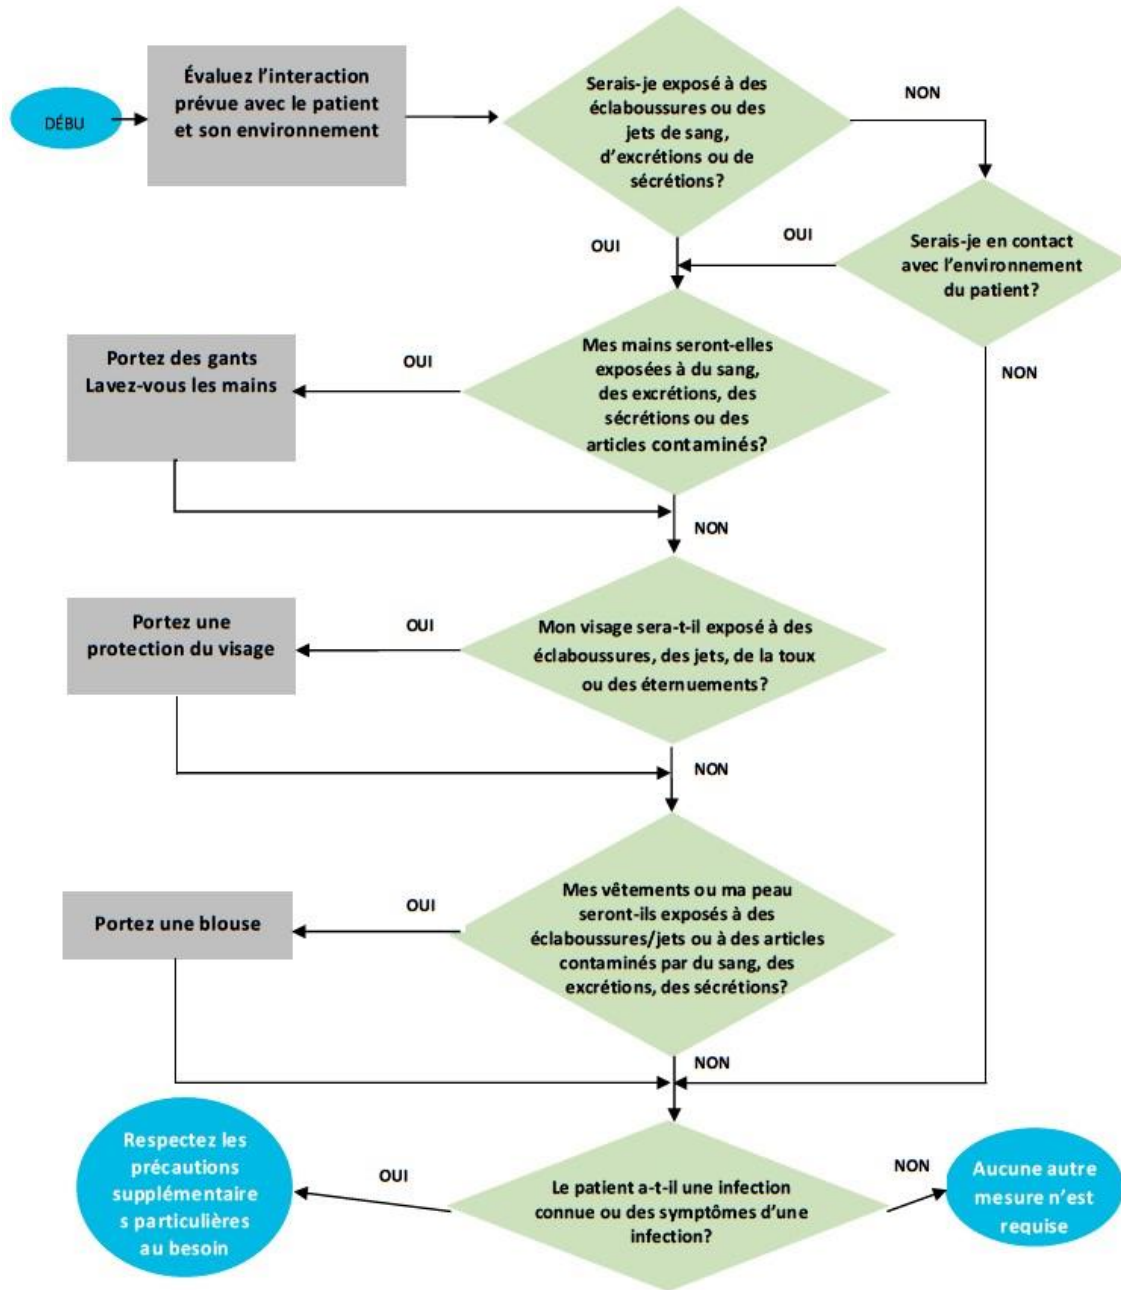 DÉBU
Évaluez l’interaction
prévue avec le patient
et son environnement
Serais-je exposé à des
éclaboussures ou des
jets de sang,
d’excrétions ou de
sécrétions?
NON
OUI
OUI
Serais-je en contact
avec l’environnement
du patient?
NON
Mes mains seront-elles
exposées à du sang,
des excrétions, des
sécrétions ou des
articles contaminés?
OUI
Portez des gants
Lavez-vous les mains
NON
Mon visage sera-t-il exposé à des
éclaboussures, des jets, de la toux
ou des éternuements?
OUI
Portez une
protection du visage
NON
Mes vêtements ou ma peau
seront-ils exposés à des
éclaboussures/jets ou à des articles
contaminés par du sang, des
excrétions, des sécrétions?
OUI
Portez une blouse
NON
Le patient a-t-il une infection
connue ou des symptômes d’une
infection?
OUI
Respectez les
précautions
supplémentaire
s particulières
au besoin
NON
Aucune autre
mesure n’est
requise